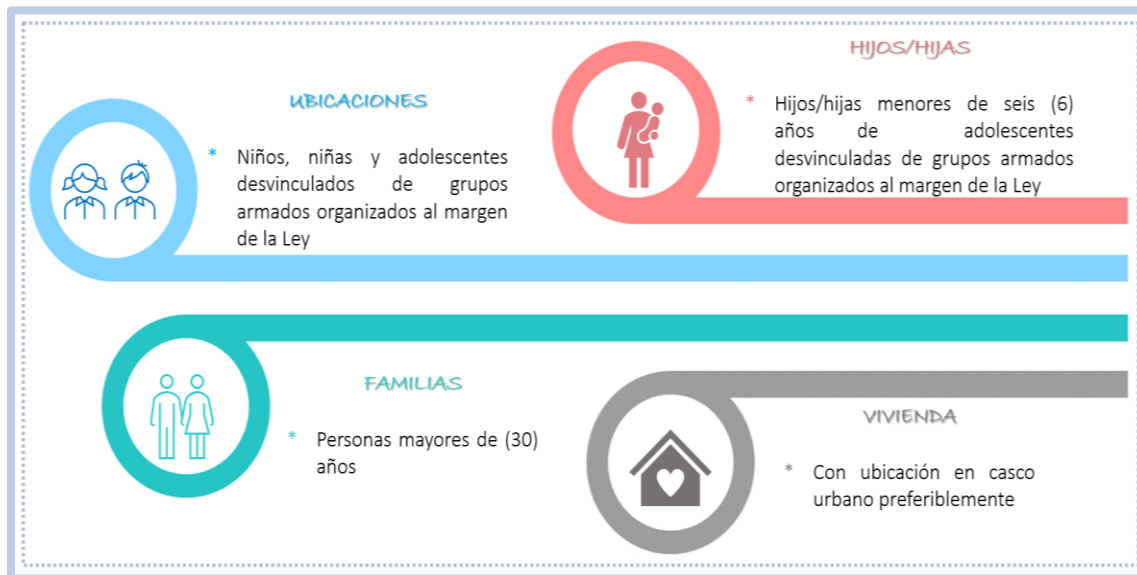 UBICACIONES
* Niños, niñas y adolescentes
desvinculados de grupos
armados organizados al margen
de la Ley
HIJOS/HIJAS
* Hijos/hijas menores de seis (6)
años de adolescentes
desvinculadas de grupos armados
organizados al margen de la Ley
FAMILIAS
* Personas mayores de (30)
años
VIVIENDA
* Con ubicación en casco
urbano preferiblemente